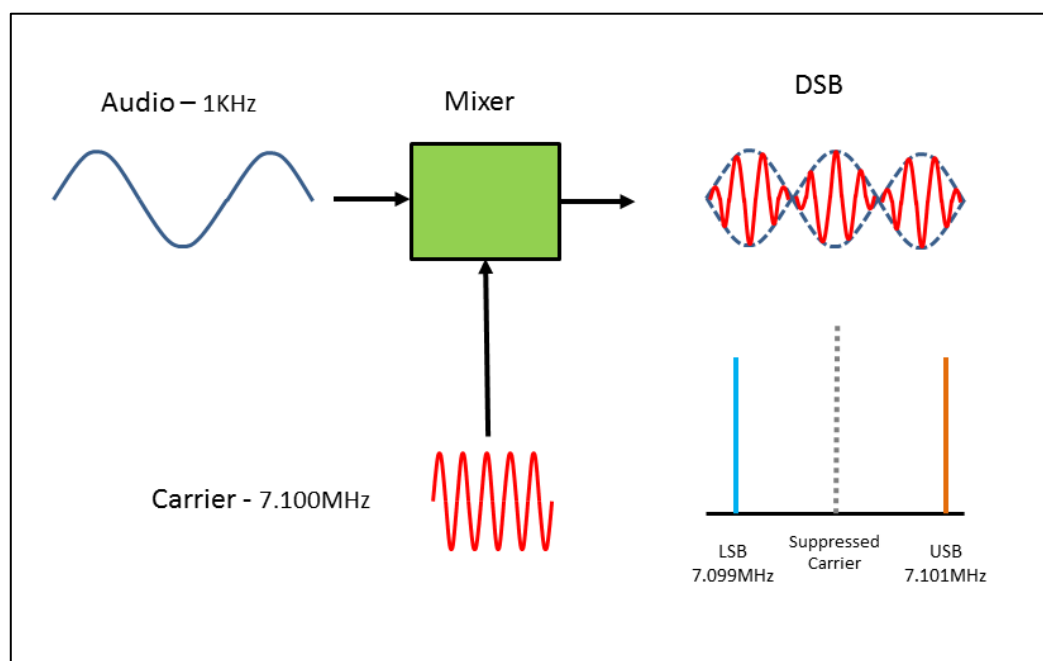 Audio – 1KHz
Mixer
DSB
Carrier - 7.100MHz
LSB
7.099MHz
Suppressed
Carrier
USB
7.101MHz